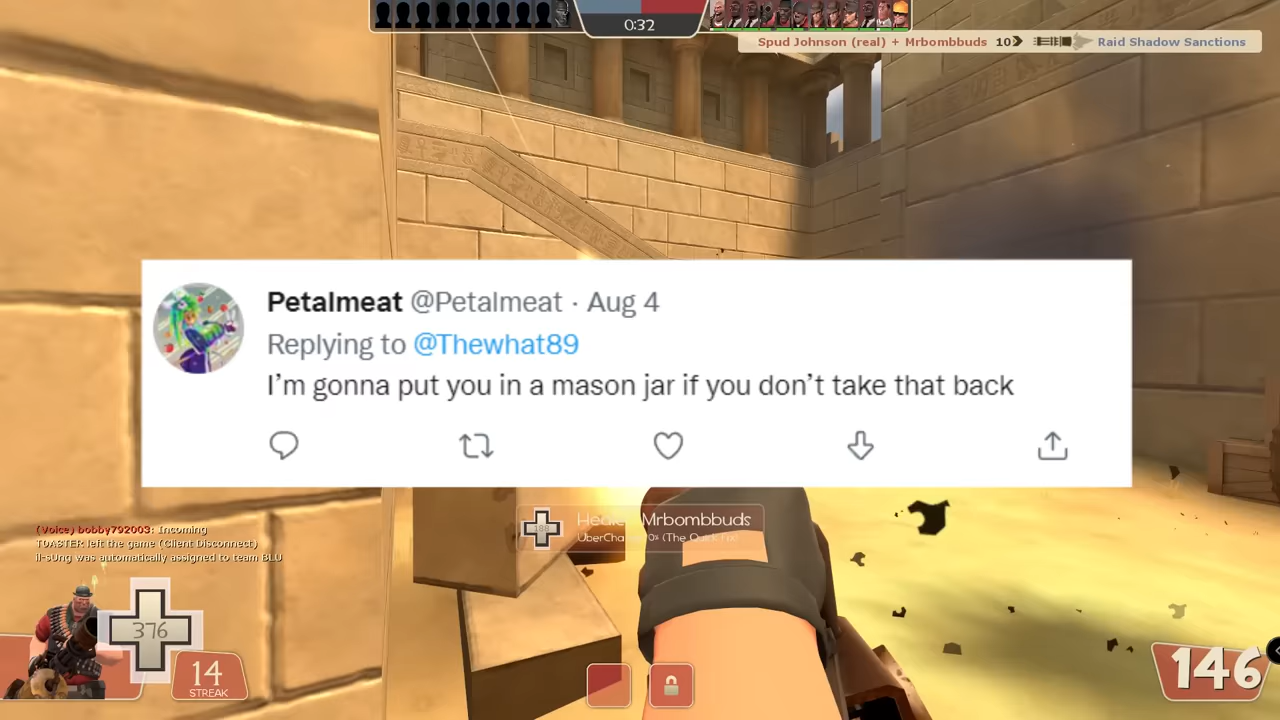 0:32
Spud Johnson (real) + Mrbombbuds 10 Raid Shadow Sanctions
Petalmeat @Petalmeat · Aug 4
Replying to @Thewhat89
I’m gonna put you in a mason jar if you don’t take that back
188
Healer: Mrbombbuds
(Voice) bobby792003: Incoming
TOASTER left the game (Client Disconnect)
il-sUng was automatically assigned to team BLU
376
14
STREAK
146